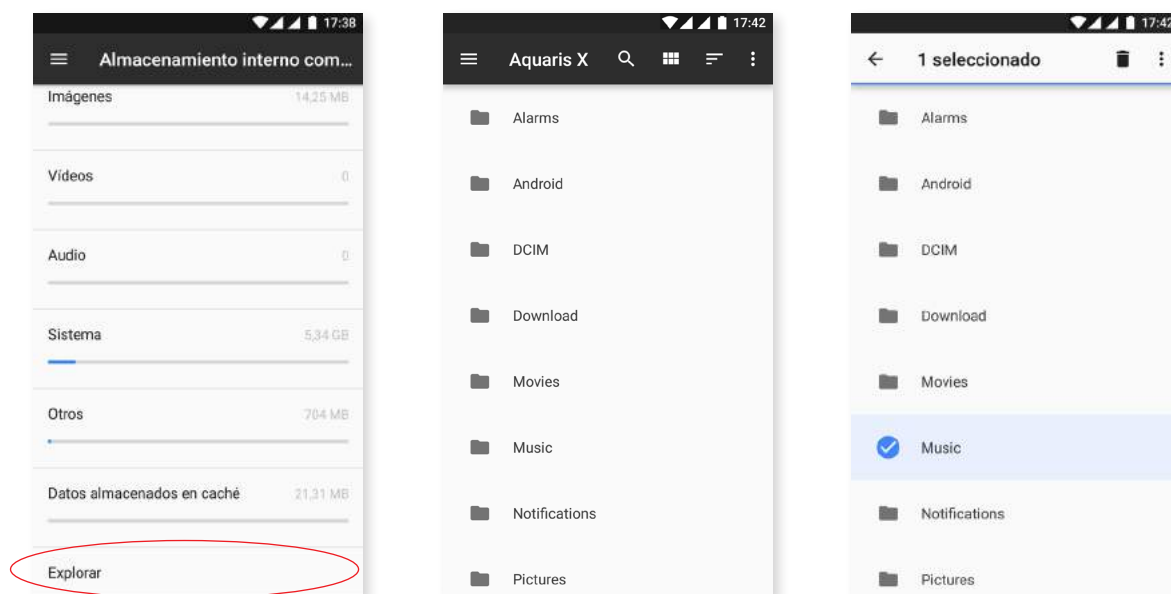 17:38
Almacenamiento interno com...
Imágenes 14,25 MB
Vídeos 0
Audio 0
Sistema 5,34 GB
Otros 704 MB
Datos almacenados en caché 21,31 MB
Explorar
17:42
Aquaris X
Alarms
Android
DCIM
Download
Movies
Music
Notifications
Pictures
17:42
1 seleccionado
Alarms
Android
DCIM
Download
Movies
Music
Notifications
Pictures